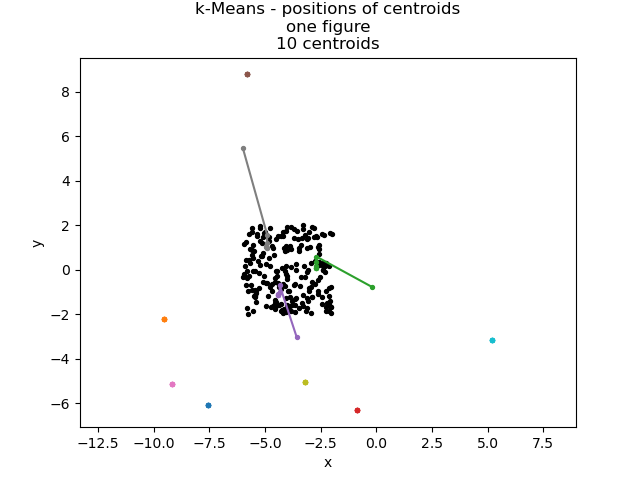 k-Means - positions of centroids
one figure
10 centroids
8
6
4
2
0
−2
−4
−6
y
−12.5 −10.0 −7.5 −5.0 −2.5 0.0 2.5 5.0 7.5
x